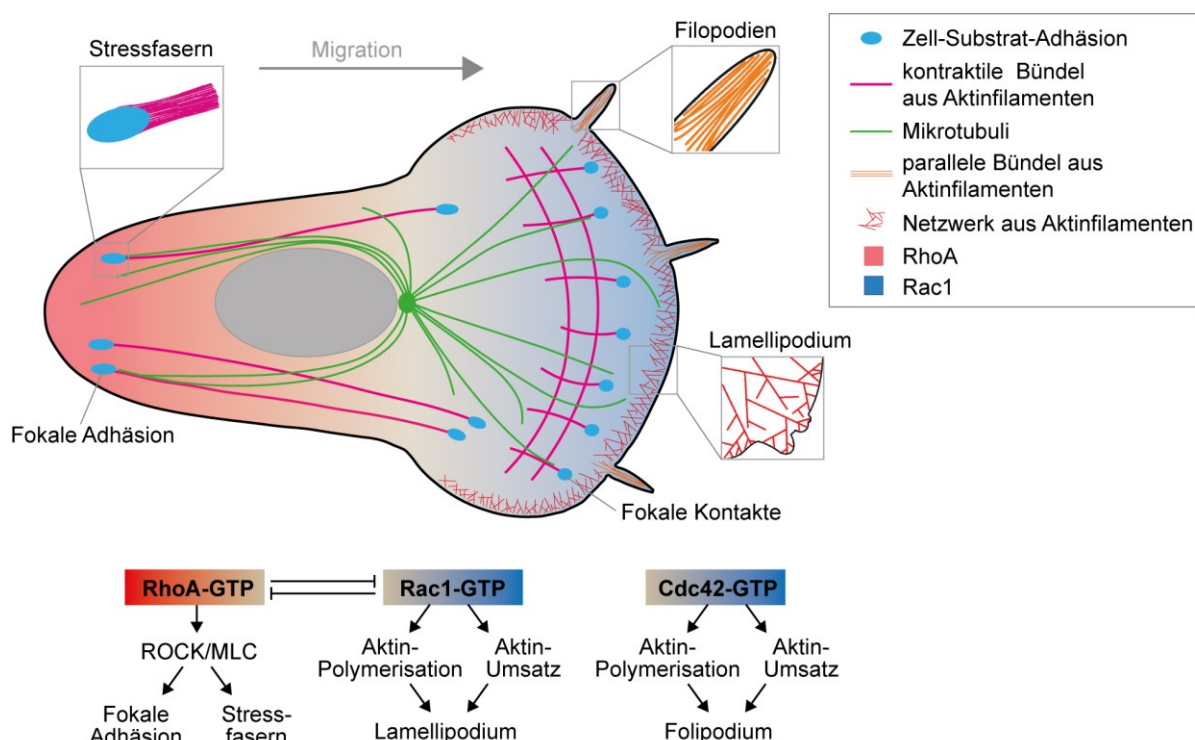 Stressfasern
Migration
Filopodien
Zell-Substrat-Adhäsion
kontraktile Bündel
aus Aktinfilamenten
Mikrotubuli
parallele Bündel aus
Aktinfilamenten
Netzwerk aus Aktinfilamenten
RhoA
Rac1
Lamellipodium
Fokale Adhäsion
Fokale Kontakte
RhoA-GTP
Rac1-GTP
Cdc42-GTP
ROCK/MLC
Aktin-
Polymerisation
Aktin-
Umsatz
Aktin-
Polymerisation
Aktin-
Umsatz
Fokale
Adhäsion
Stress-
fasern
Lamellipodium
Folipodium